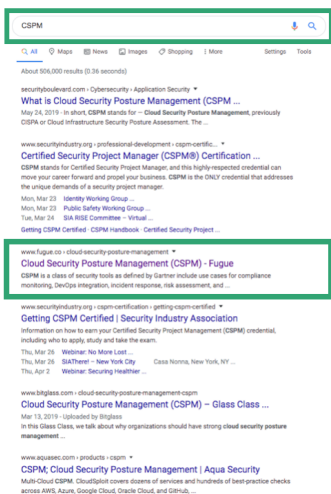 CSPM
All Maps News Images Shopping More Settings Tools
About 506,000 results (0.36 seconds)
securityboulevard.com › Cybersecurity › Application Security
What is Cloud Security Posture Management (CSPM ...
May 24, 2019 - In short, CSPM stands for — Cloud Security Posture Management, previously
CISPA or Cloud Infrastructure Security Posture Assessment. The ...
www.securityindustry.org › professional-development › cspm-certific...
Certified Security Project Manager (CSPM®) Certification ...
CSPM stands for Certified Security Project Manager, and this highly-respected credential can
move your career forward and propel your business. CSPM is the ONLY credential that addresses
the unique demands of a security project manager.
Mon, Mar 23 Identity Working Group ...
Mon, Mar 23 Public Safety Working Group ...
Tue, Mar 24 SIA RISE Committee – Virtual ...
Getting CSPM Certified · CSPM Handbook · Certified Security Project ...
www.fugue.co › cloud-security-posture-management
Cloud Security Posture Management (CSPM) - Fugue
CSPM is a class of security tools as defined by Gartner include use cases for compliance
monitoring, DevOps integration, incident response, risk assessment, and ...
www.securityindustry.org › cspm-certification › getting-cspm-certified
Getting CSPM Certified | Security Industry Association
Information on how to earn your Certified Security Project Management (CSPM) credential,
including who to apply, study and take the exam.
Thu, Mar 26 Webinar: No More Lost ...
Thu, Mar 26 SIAThere! – New York City Casa Nonna, New York, NY ...
Thu, Apr 2 Webinar: Securing Healthier ...
www.bitglass.com › cloud-security-posture-management-cspm
Cloud Security Posture Management (CSPM) – Glass Class ...
Mar 13, 2019 - Uploaded by Bitglass
In this Glass Class, we talk about why organizations should have strong cloud security posture
management ...
www.aquasec.com › products › cspm
CSPM; Cloud Security Posture Management | Aqua Security
Multi-Cloud CSPM. CloudSploit covers dozens of services and hundreds of best-practice checks
across AWS, Azure, Google Cloud, Oracle Cloud, and GitHub, ...